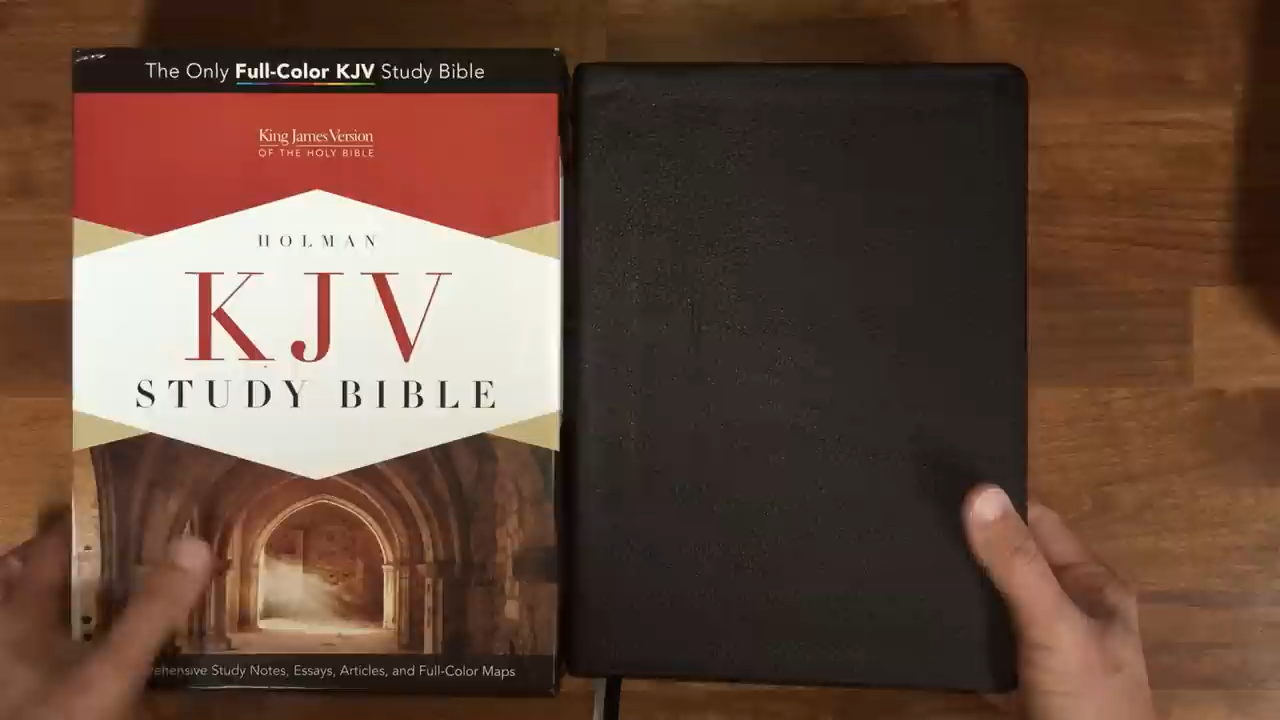 The Only Full-Color KJV Study Bible
King James Version
OF THE HOLY BIBLE
HOLMAN
KJV
STUDY BIBLE
Study Notes, Essays, Articles, and Full-Color Maps